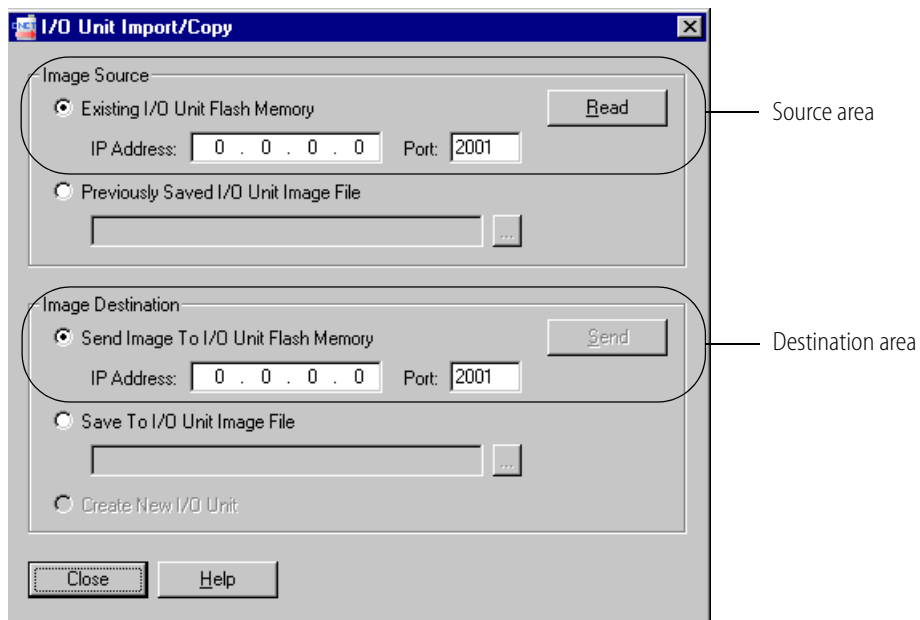 I/O Unit Import/Copy
Image Source
Existing I/O Unit Flash Memory
Read
IP Address: 0 . 0 . 0 . 0 Port: 2001
Source area
Previously Saved I/O Unit Image File
...
Image Destination
Send Image To I/O Unit Flash Memory
Send
IP Address: 0 . 0 . 0 . 0 Port: 2001
Destination area
Save To I/O Unit Image File
...
Create New I/O Unit
Close Help